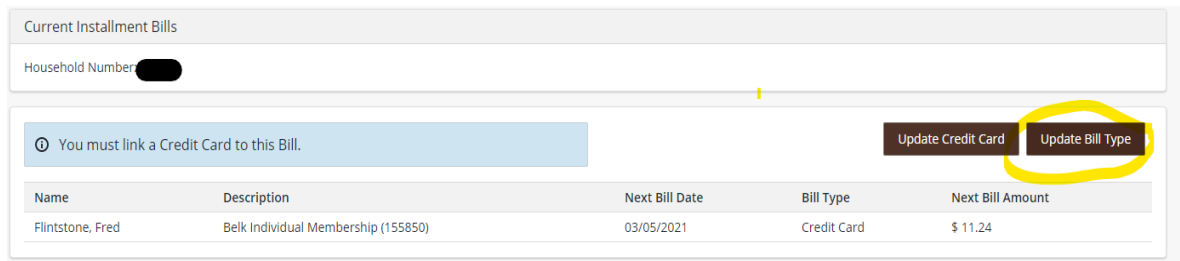 Current Installment Bills
Household Number:
You must link a Credit Card to this Bill.
Update Credit Card Update Bill Type
Name Description Next Bill Date Bill Type Next Bill Amount
Flintstone, Fred Belk Individual Membership (155850) 03/05/2021 Credit Card $ 11.24